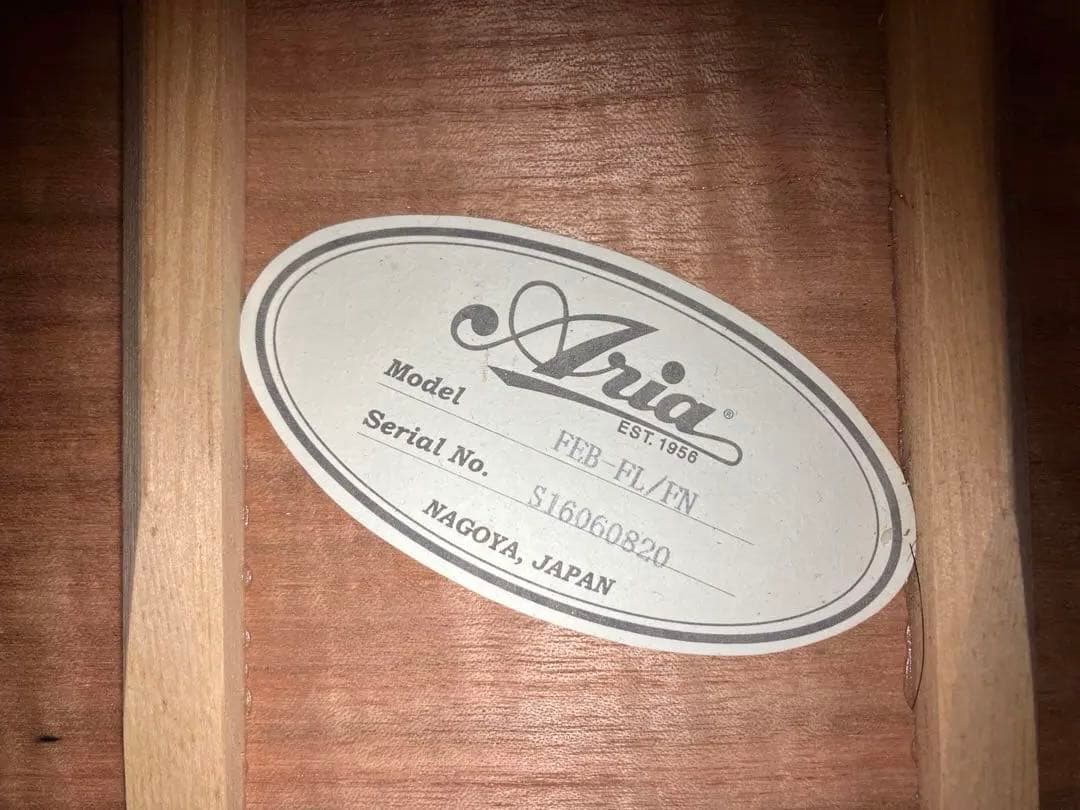 Aria®
EST. 1956
Model FEB-FL/FN
Serial No. S16060820
NAGOYA, JAPAN